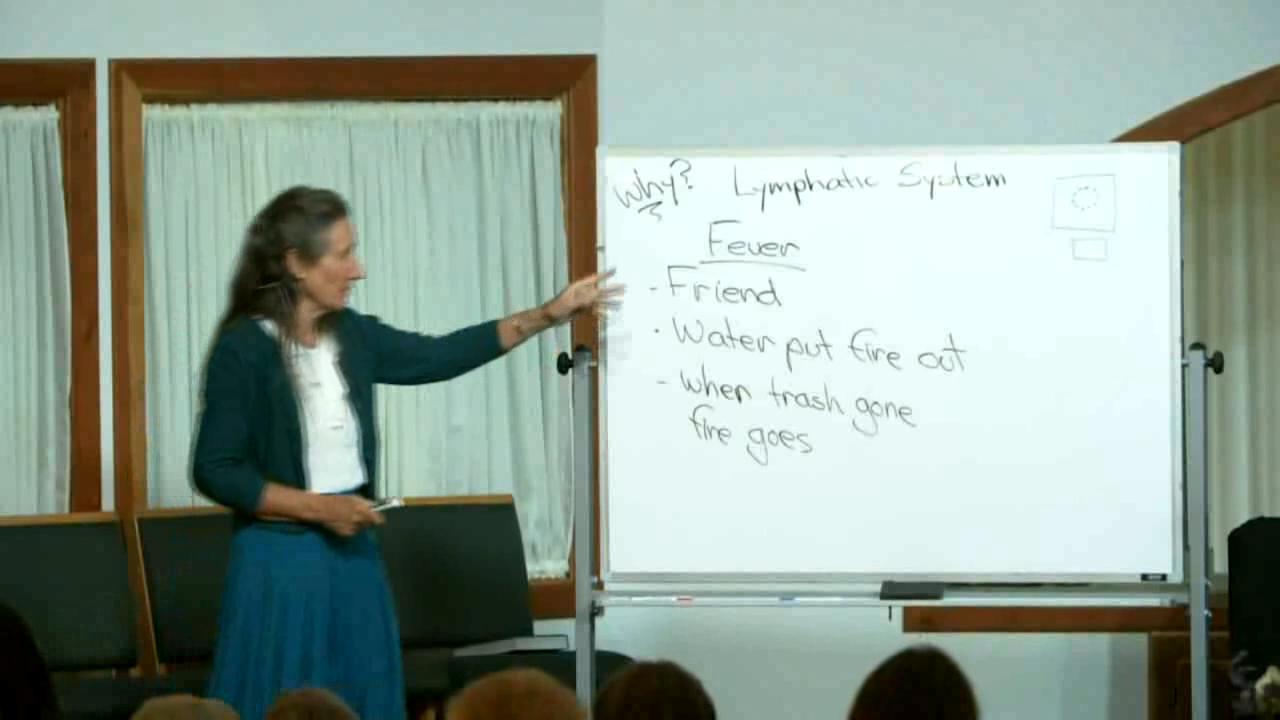 Why? Lymphatic System
Fever
- Friend
• Water put fire out
- when trash gone
fire goes